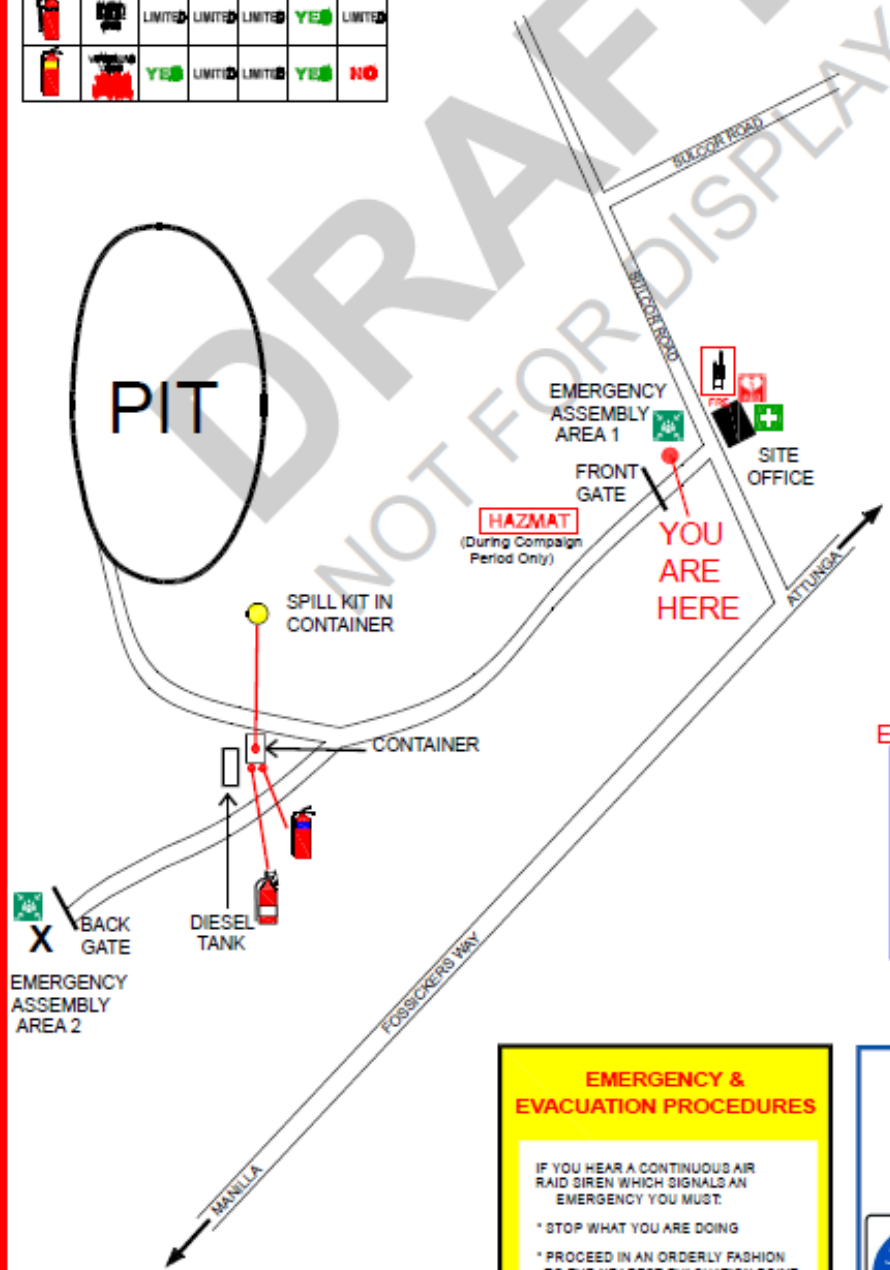 LIMITED LIMITED LIMITED YES LIMITED
YES LIMITED LIMITED YES NO
DRAFT
NOT FOR DISPLAY
SULCOR ROAD
SULCOR ROAD
PIT
EMERGENCY
ASSEMBLY
AREA 1
FRONT
GATE
SITE
OFFICE
HAZMAT
(During Compaign
Period Only)
YOU
ARE
HERE
ATTUNGA
SPILL KIT IN
CONTAINER
CONTAINER
DIESEL
TANK
BACK
GATE
X
EMERGENCY
ASSEMBLY
AREA 2
FOSSICKERS WAY
MANILLA
EMERGENCY &
EVACUATION PROCEDURES
IF YOU HEAR A CONTINUOUS AIR
RAID SIREN WHICH SIGNALS AN
EMERGENCY YOU MUST:
* STOP WHAT YOU ARE DOING
* PROCEED IN AN ORDERLY FASHION